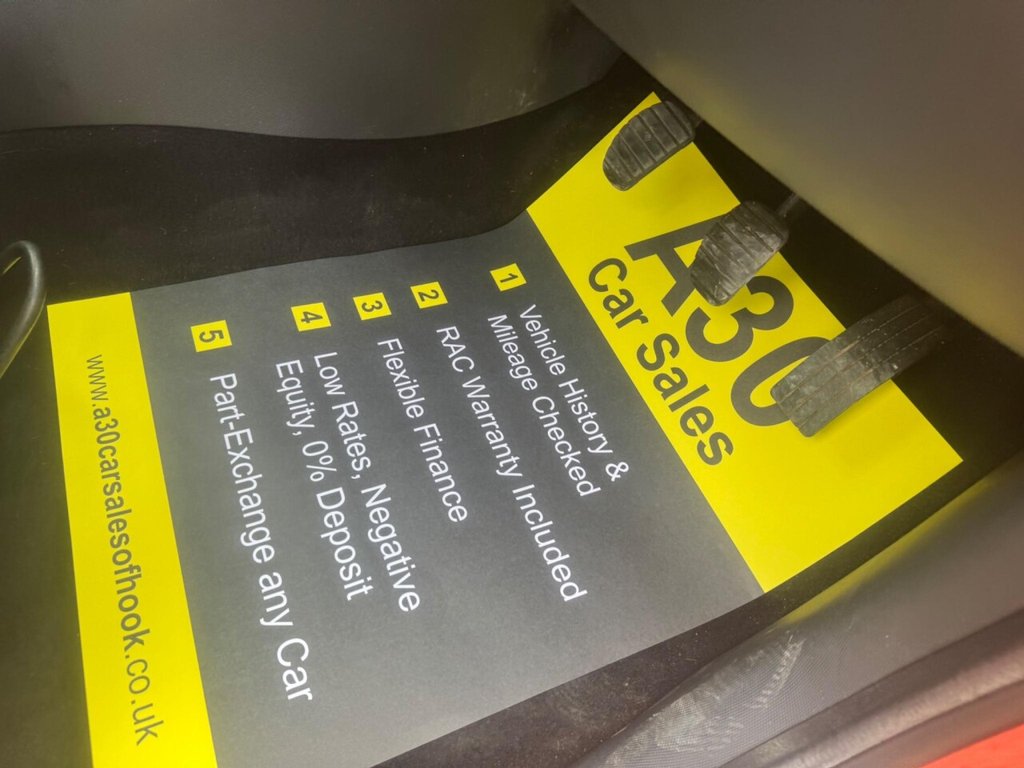 A30
Car Sales
1 Vehicle History &
Mileage Checked
2 RAC Warranty Included
3 Flexible Finance
4 Low Rates, Negative
Equity, 0% Deposit
5 Part-Exchange any Car
www.a30carsalesofhook.co.uk